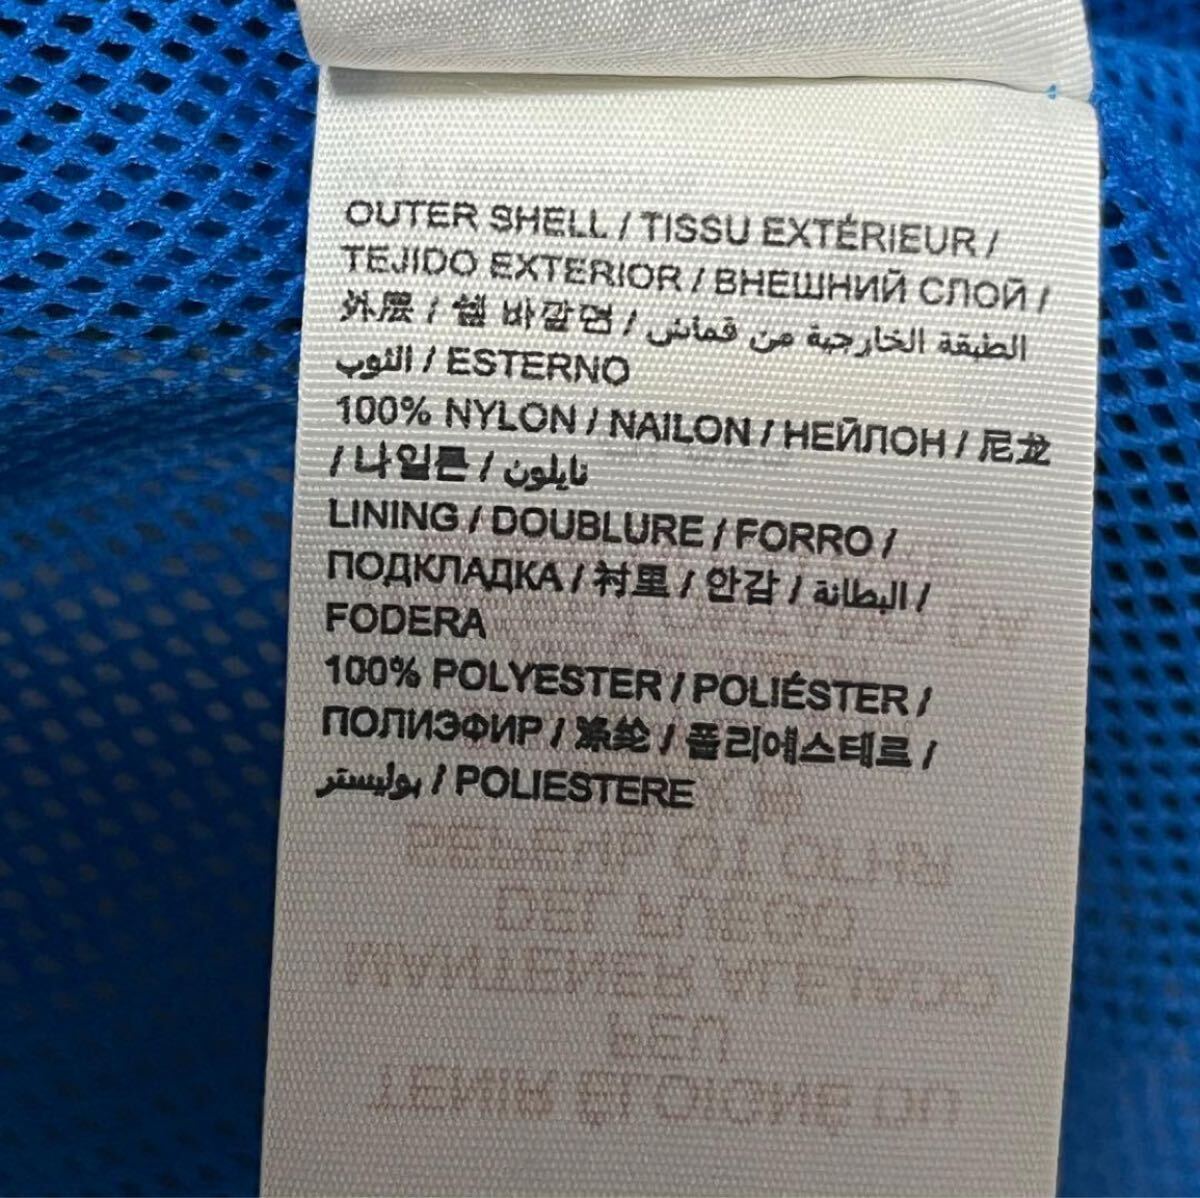 OUTER SHELL / TISSU EXTÉRIEUR /
TEJIDO EXTERIOR / ВНЕШНИЙ СЛОЙ /
外层 / 쉘 바깥면 / الطبقة الخارجية من قماش
الثوب / ESTERNO
100% NYLON / NAILON / НЕЙЛОН / 尼龙
/ 나일론 / نايلون
LINING / DOUBLURE / FORRO /
ПОДКЛАДКА / 衬里 / 안감 / البطانة /
FODERA
100% POLYESTER / POLIÉSTER /
ПОЛИЭФИР / 涤纶 / 폴리에스테르 /
بوليستر / POLIESTERE